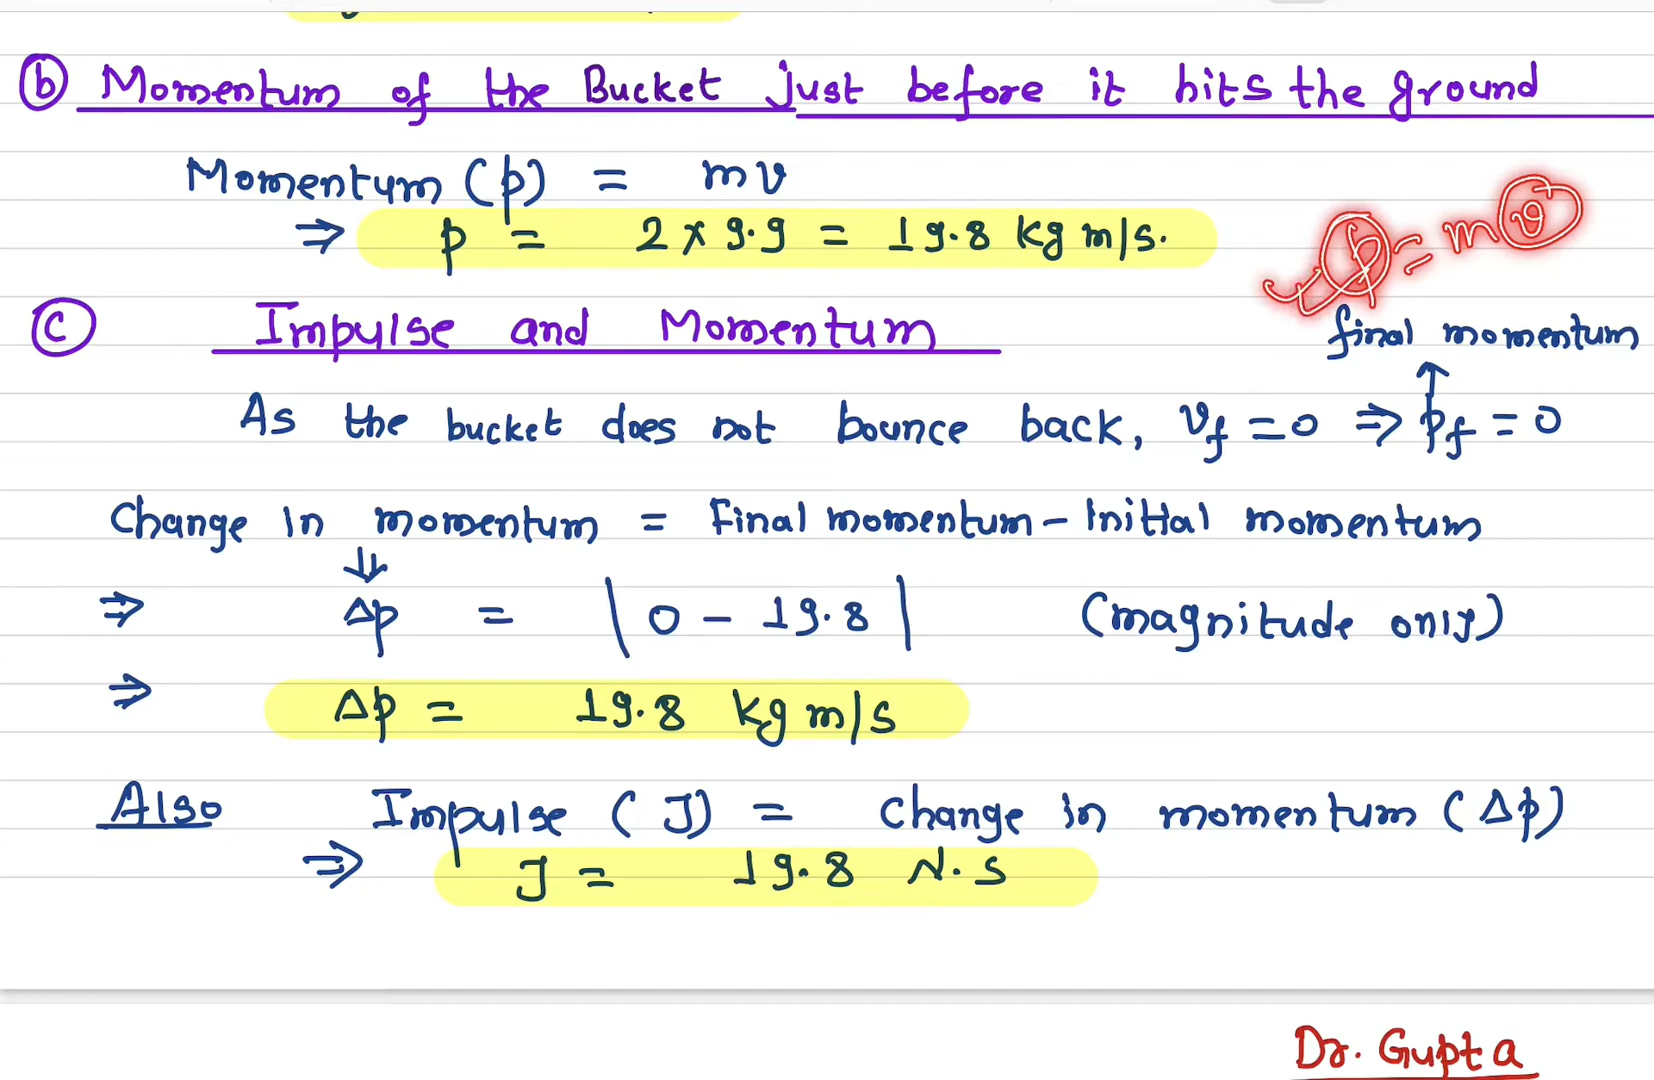 ⓑ Momentum of the Bucket just before it hits the ground
Momentum (p) = mv
⇒ p = 2 × 9.9 = 19.8 kg m/s.
p = mv
ⓒ Impulse and Momentum
final momentum
↑
As the bucket does not bounce back, vf = 0 ⇒ pf = 0
Change in momentum = Final momentum - Initial momentum
⇓
⇒ Δp = | 0 - 19.8 | (magnitude only)
⇒ Δp = 19.8 kg m/s
Also Impulse (J) = change in momentum (Δp)
⇒ J = 19.8 N.s
Dr. Gupta